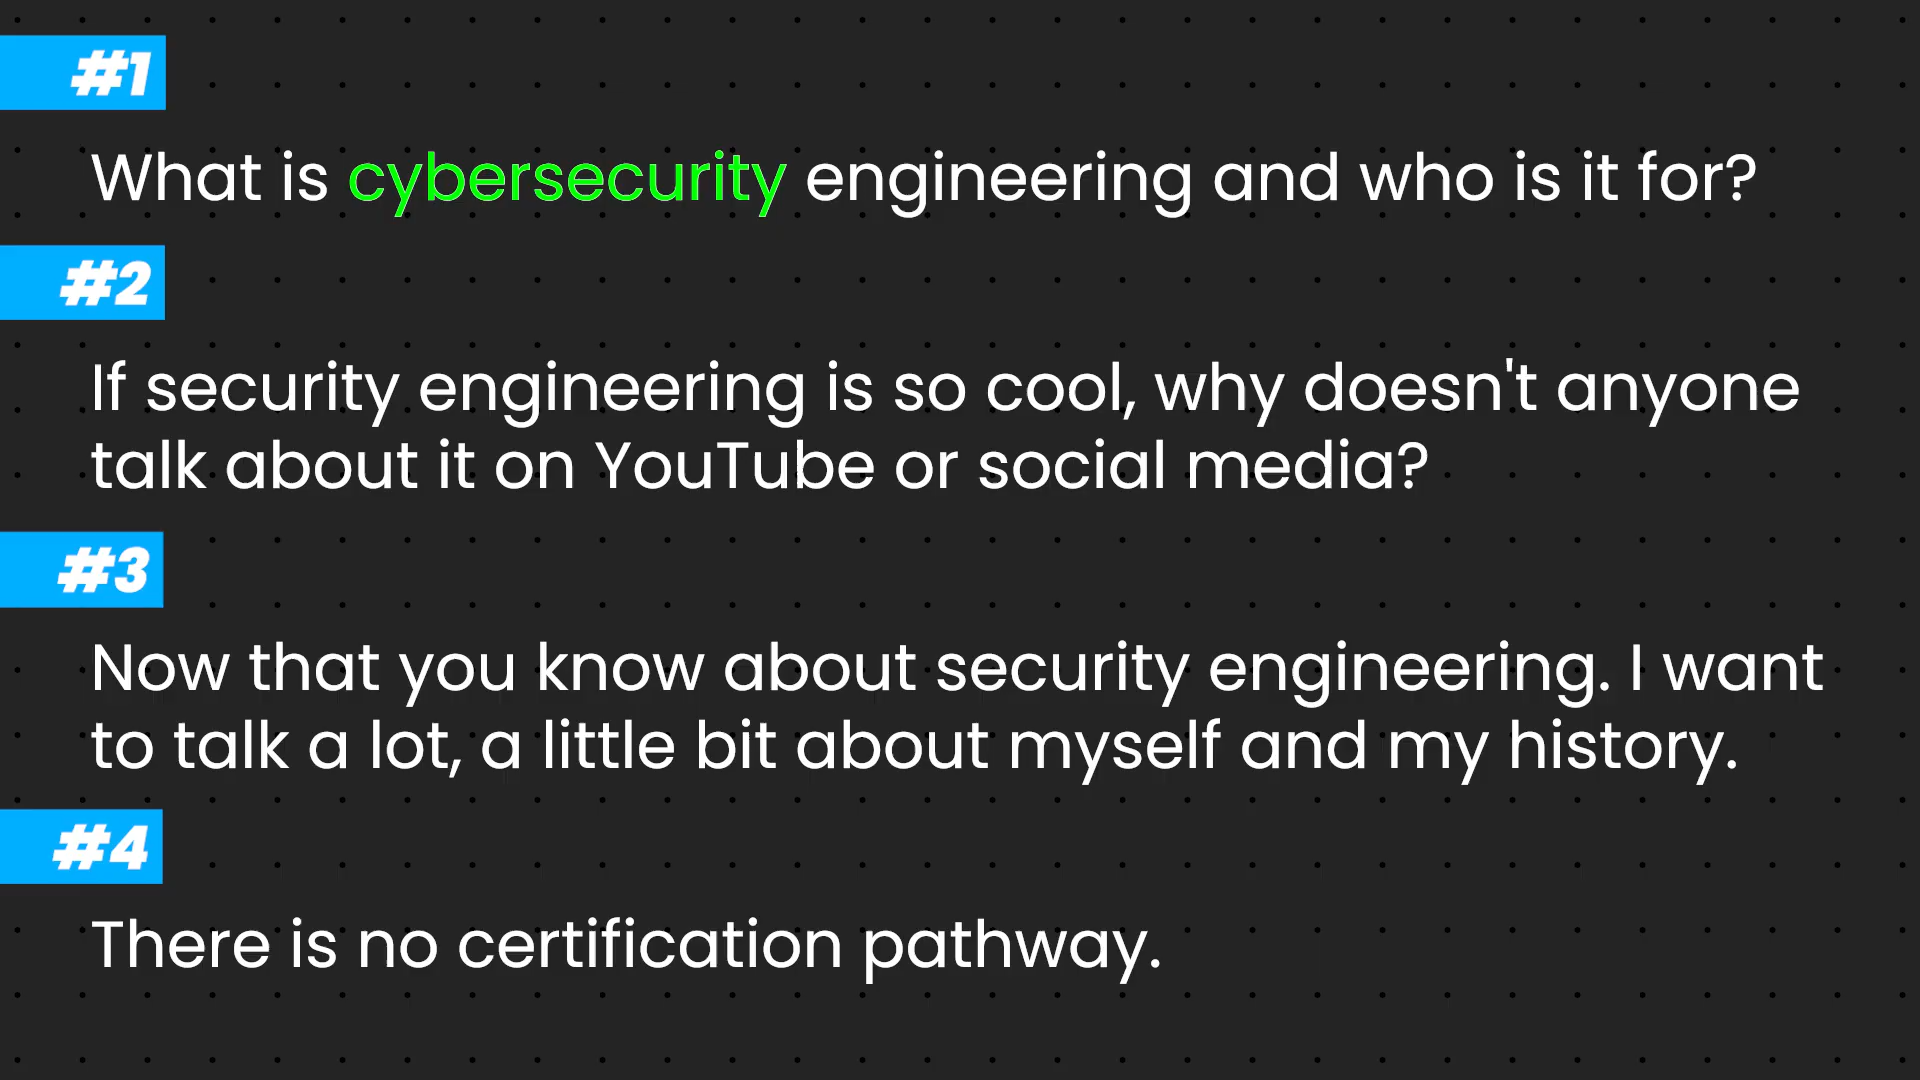 #1
What is cybersecurity engineering and who is it for?
#2
If security engineering is so cool, why doesn't anyone
talk about it on YouTube or social media?
#3
Now that you know about security engineering. I want
to talk a lot, a little bit about myself and my history.
#4
There is no certification pathway.